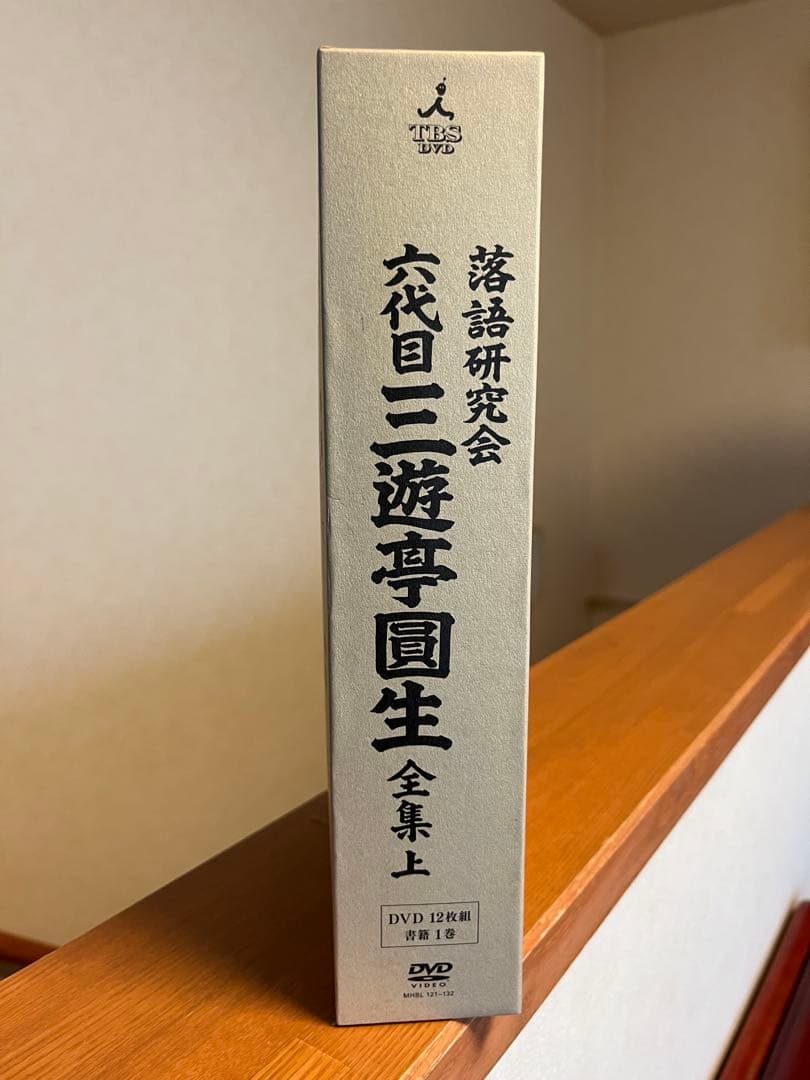 TBS
DVD
落語研究会
六代目三遊亭圓生全集上
DVD 12枚組
書籍 1巻
DVD
VIDEO
MHBL 121-132